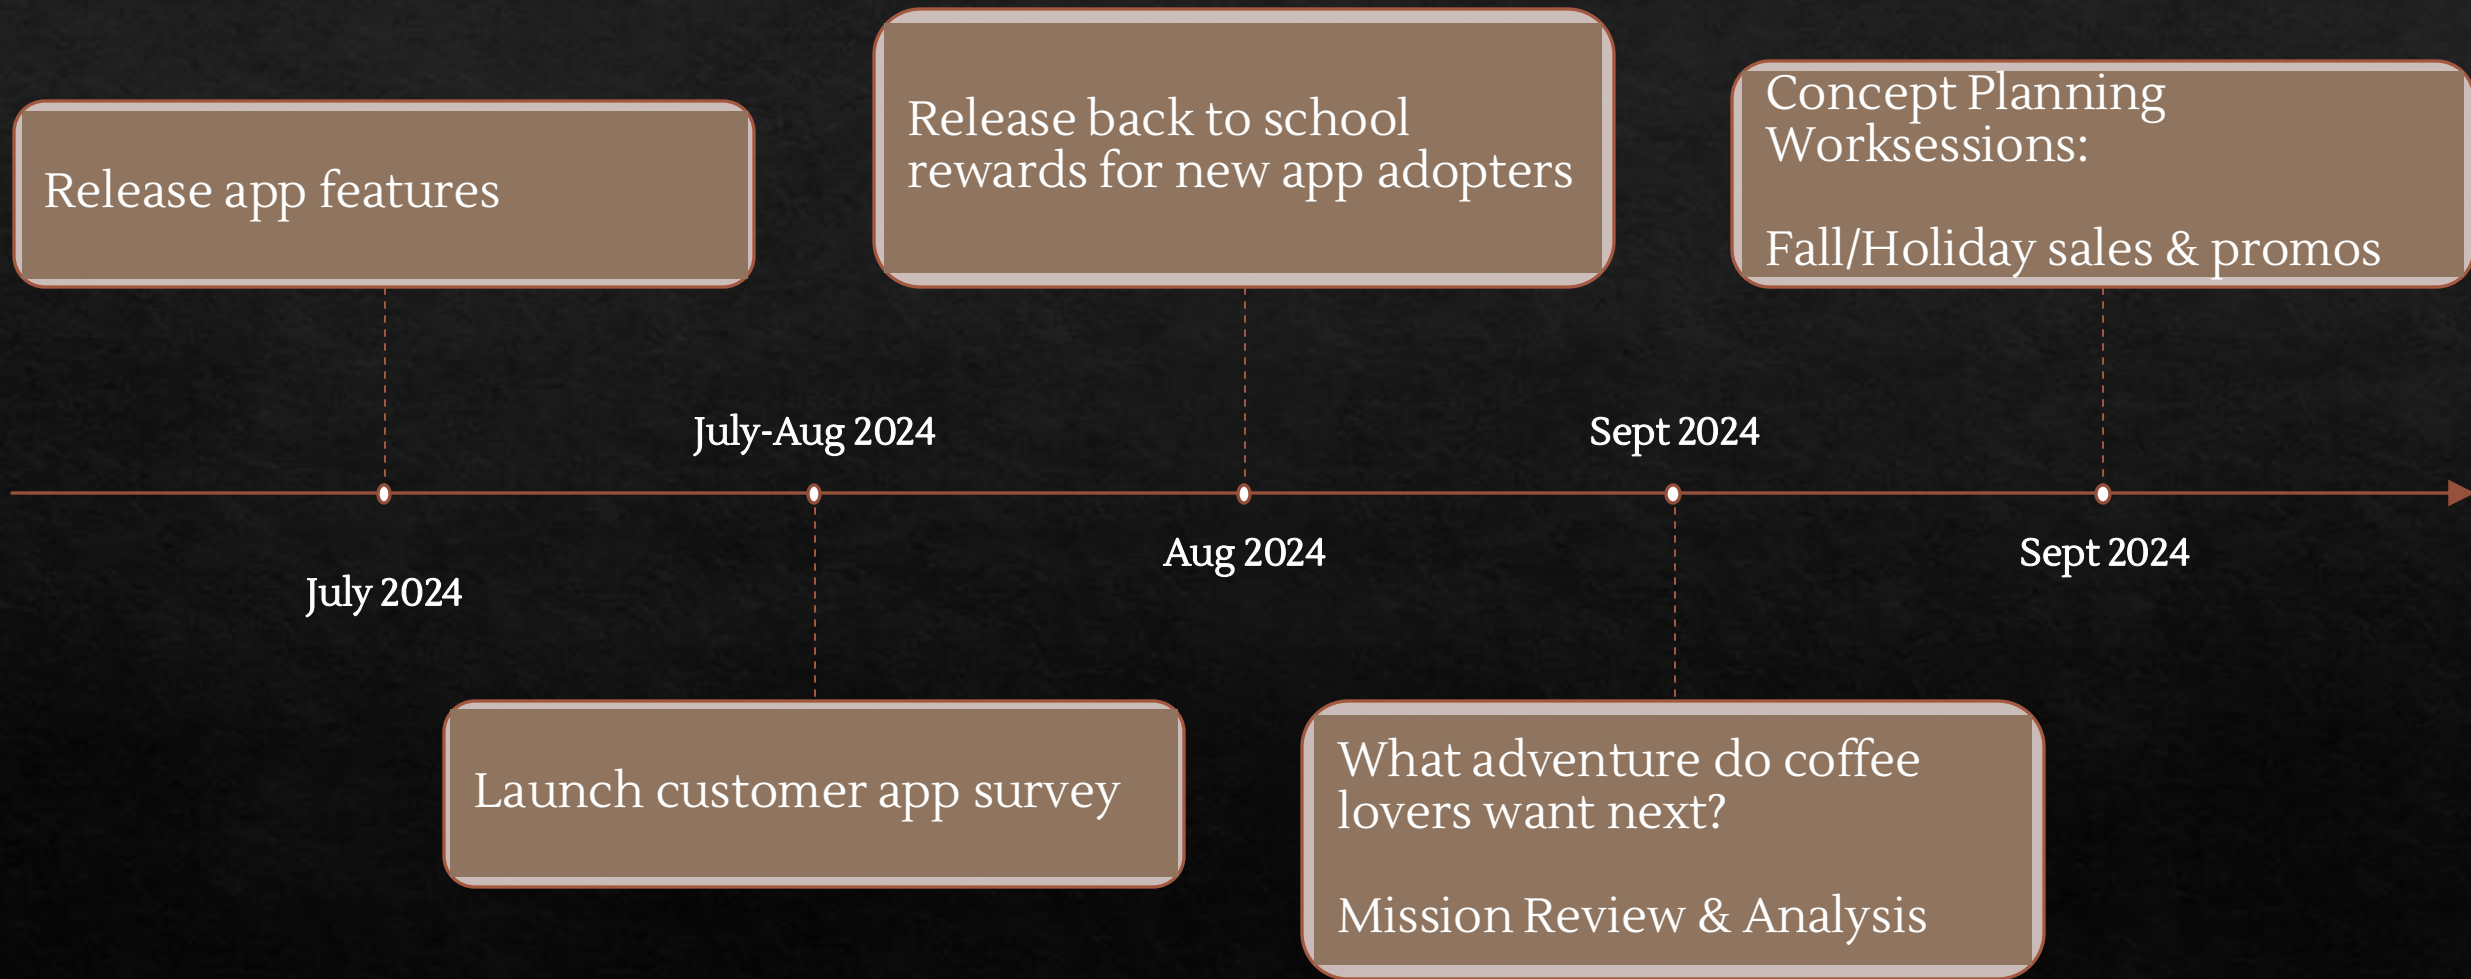 Release app features
July 2024
July-Aug 2024
Launch customer app survey
Release back to school
rewards for new app adopters
Aug 2024
Sept 2024
What adventure do coffee
lovers want next?
Mission Review & Analysis
Concept Planning
Worksessions:
Fall/Holiday sales & promos
Sept 2024